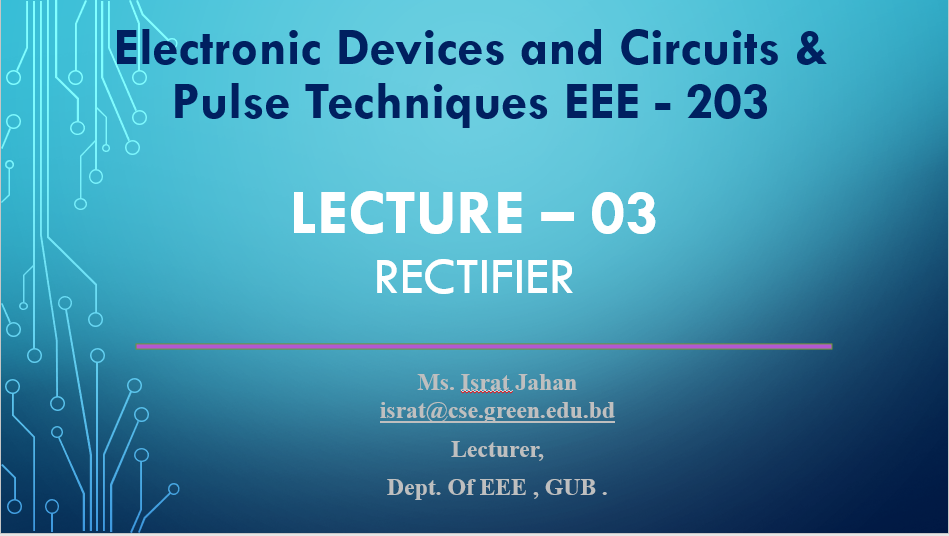 Electronic Devices and Circuits &
Pulse Techniques EEE - 203
LECTURE – 03
RECTIFIER
Ms. Israt Jahan
israt@cse.green.edu.bd
Lecturer,
Dept. Of EEE , GUB .